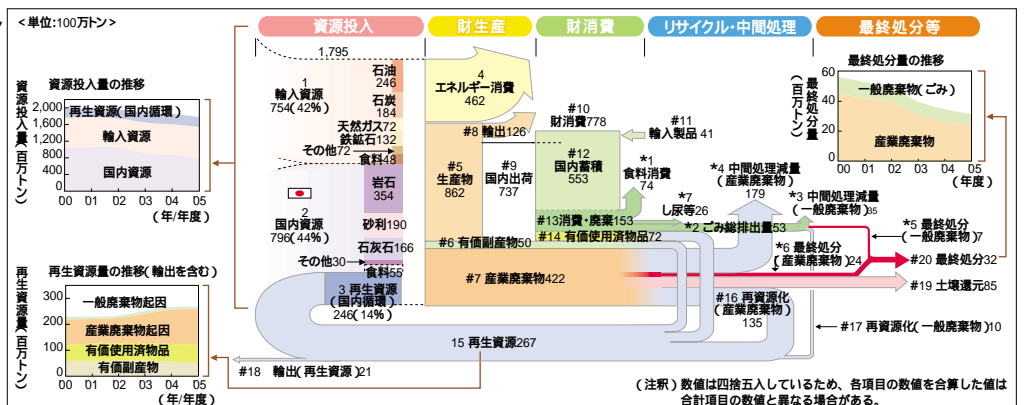 <単位:100万トン>
資源投入
財生産
財消費
リサイクル・中間処理
最終処分等
資源投入量の推移
資源投入量(百万トン)
2,000
1,600
1,200
800
400
0
再生資源(国内循環)
輸入資源
国内資源
00 01 02 03 04 05
(年/年度)
再生資源量の推移(輸出を含む)
再生資源量(百万トン)
300
200
100
0
一般廃棄物起因
産業廃棄物起因
有価使用済物品
有価副産物
00 01 02 03 04 05
(年/年度)
1,795
1
輸入資源
754(42%)
石油
246
石炭
184
天然ガス72
鉄鉱石132
その他72
食料48
2
国内資源
796(44%)
岩石
354
砂利190
石灰石166
その他30
食料55
3 再生資源
(国内循環)
246(14%)
4
エネルギー消費
462
#8 輸出126
#5
生産物
862
#9
国内出荷
737
#6 有価副産物50
#7 産業廃棄物422
#10
財消費778
#11
輸入製品 41
#12
国内蓄積
553
*1
食料消費
74
#13消費・廃棄153
#14 有価使用済物品72
*7
し尿等26
*2 ごみ総排出量53
*4 中間処理減量
(産業廃棄物)
179
*3 中間処理減量
(一般廃棄物)35
*5 最終処分
(一般廃棄物)7
*6 最終処分
(産業廃棄物)24
#20 最終処分32
#19 土壌還元85
#16 再資源化
(産業廃棄物)
135
#17 再資源化(一般廃棄物)10
15 再生資源267
#18 輸出(再生資源)21
最終処分量の推移
最終処分量
(百万トン)
60
40
20
0
一般廃棄物(ごみ)
産業廃棄物
00 01 02 03 04 05
(年度)
(注釈)数値は四捨五入しているため、各項目の数値を合算した値は
合計項目の数値と異なる場合がある。